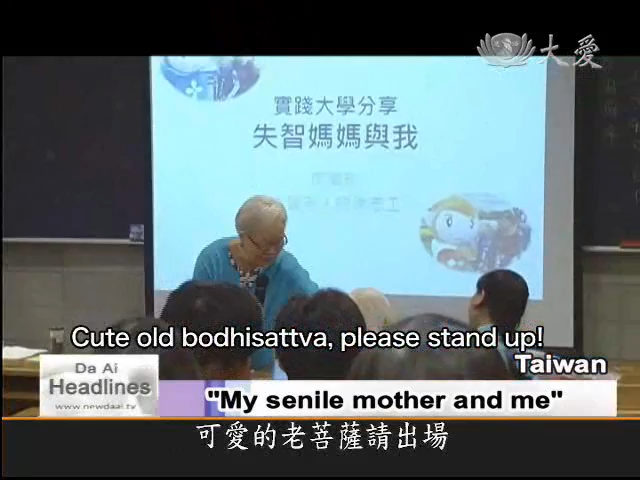 大愛
實踐大學分享
失智媽媽與我
Cute old bodhisattva, please stand up!
Taiwan
Da Ai
Headlines
www.newdaai.tv
"My senile mother and me"
可愛的老菩薩請出場